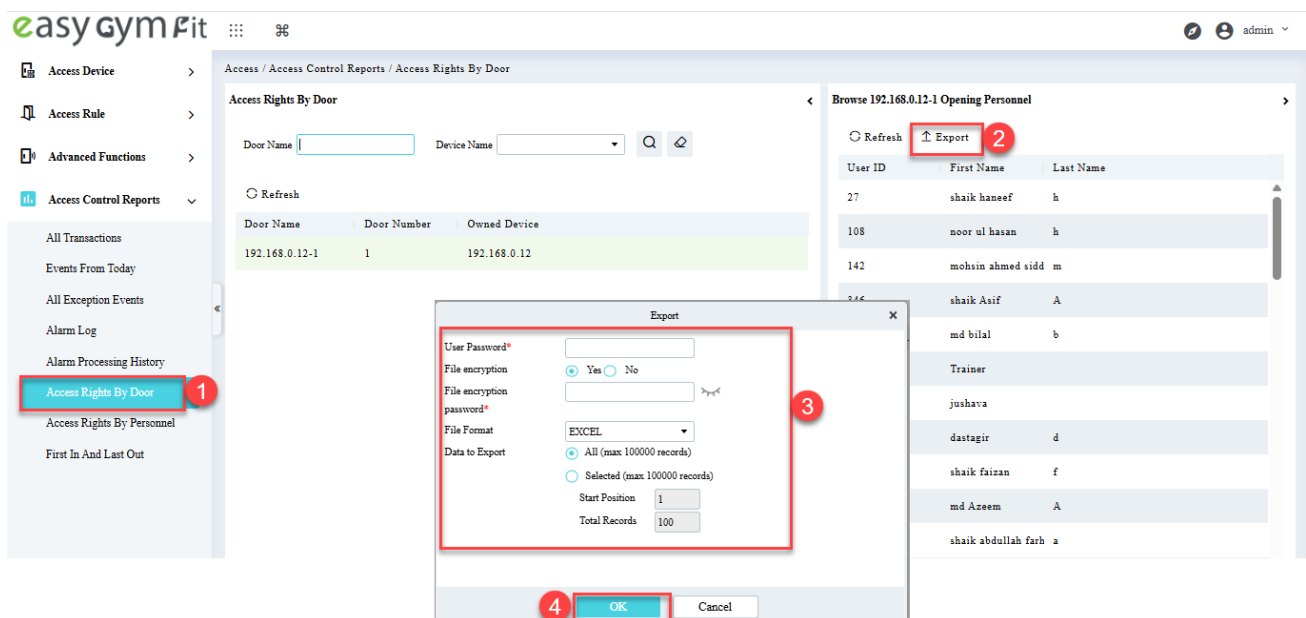 easy Gym Fit
admin
Access Device
Access Rule
Advanced Functions
Access Control Reports
All Transactions
Events From Today
All Exception Events
Alarm Log
Alarm Processing History
Access Rights By Door
1
Access Rights By Personnel
First In And Last Out
Access / Access Control Reports / Access Rights By Door
Access Rights By Door
Door Name
Device Name
Refresh
Door Name Door Number Owned Device
192.168.0.12-1 1 192.168.0.12
Browse 192.168.0.12-1 Opening Personnel
Refresh Export 2
User ID First Name Last Name
27 shaik haneef h
108 noor ul hasan h
142 mohsin ahmed sidd m
346 shaik Asif A
md bilal b
Trainer
jushava
dastagir d
shaik faizan f
md Azeem A
shaik abdullah farh a
Export
User Password*
File encryption Yes No
File encryption
password*
3
File Format EXCEL
Data to Export All (max 100000 records)
Selected (max 100000 records)
Start Position 1
Total Records 100
4 OK Cancel